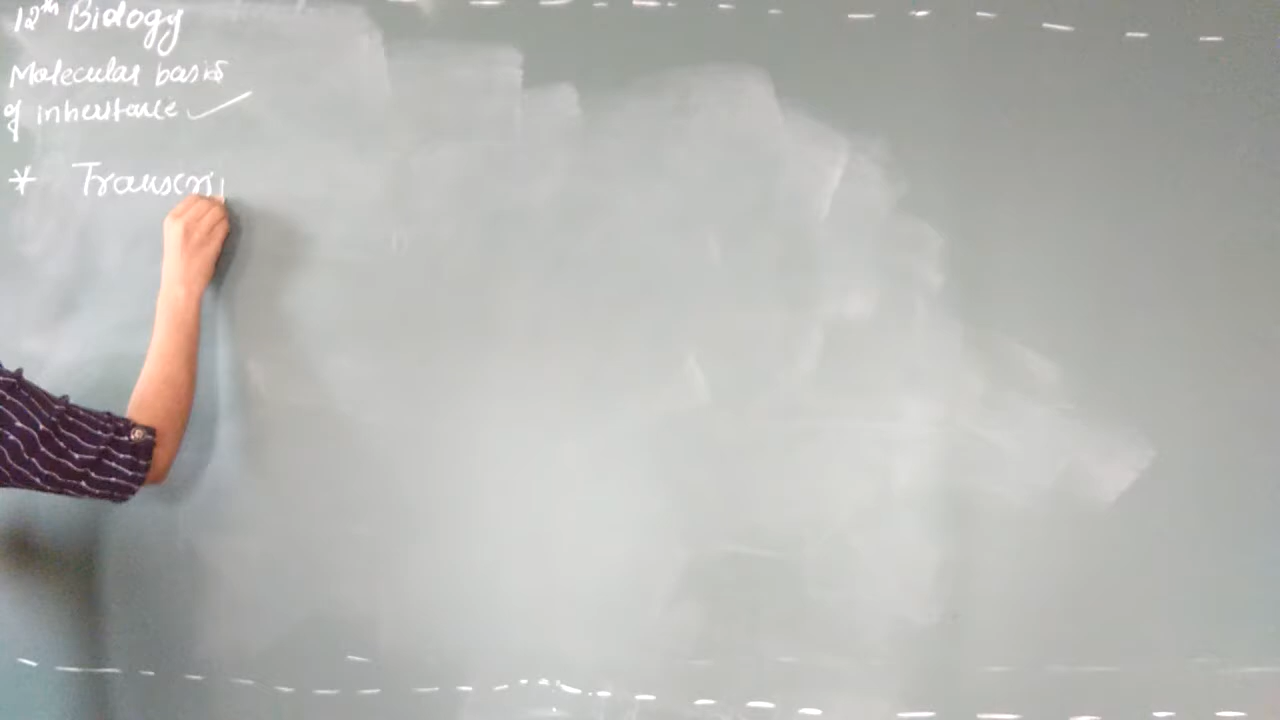 12th Biology
Molecular basis
of inheritance ✓
* Transcri